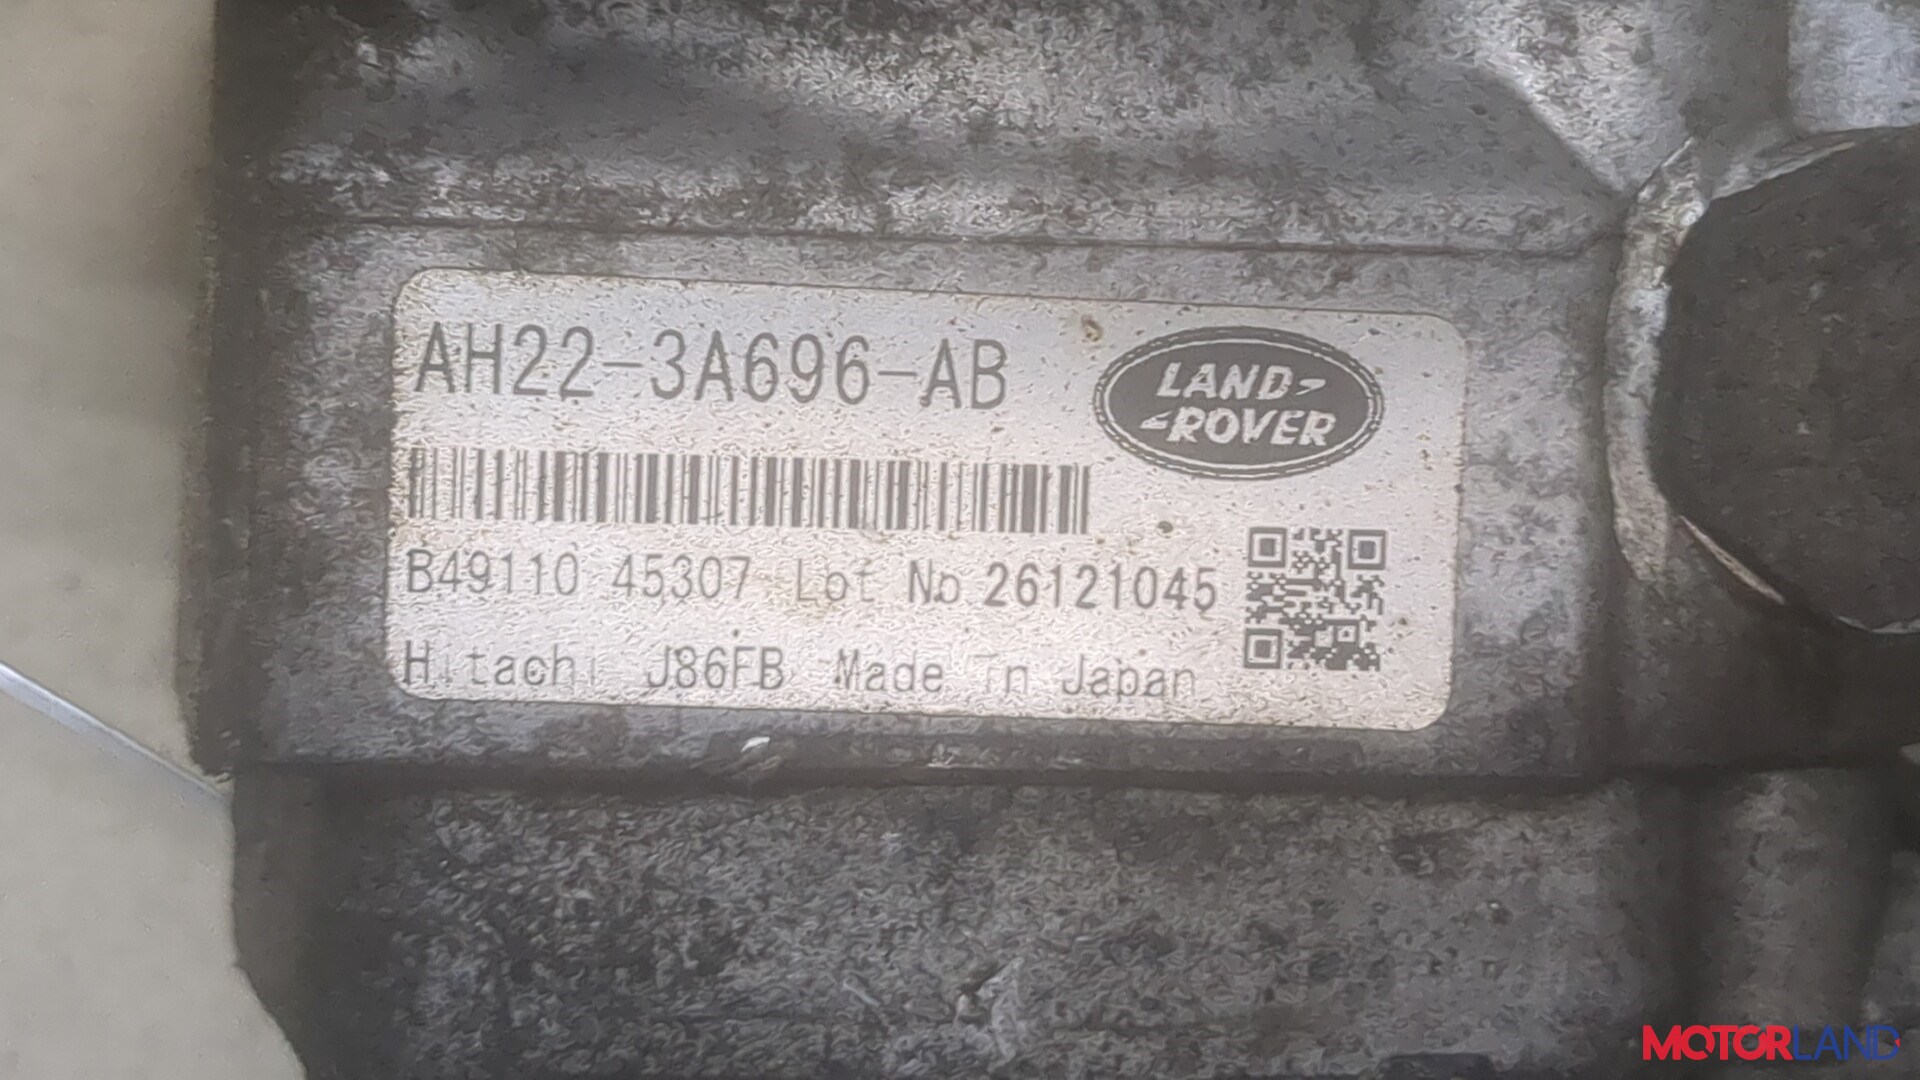 AH22-3A696-AB
LAND
ROVER
B49110 45307 Lot No 26121045
Hitachi J86FB Made in Japan
MOTORLAND